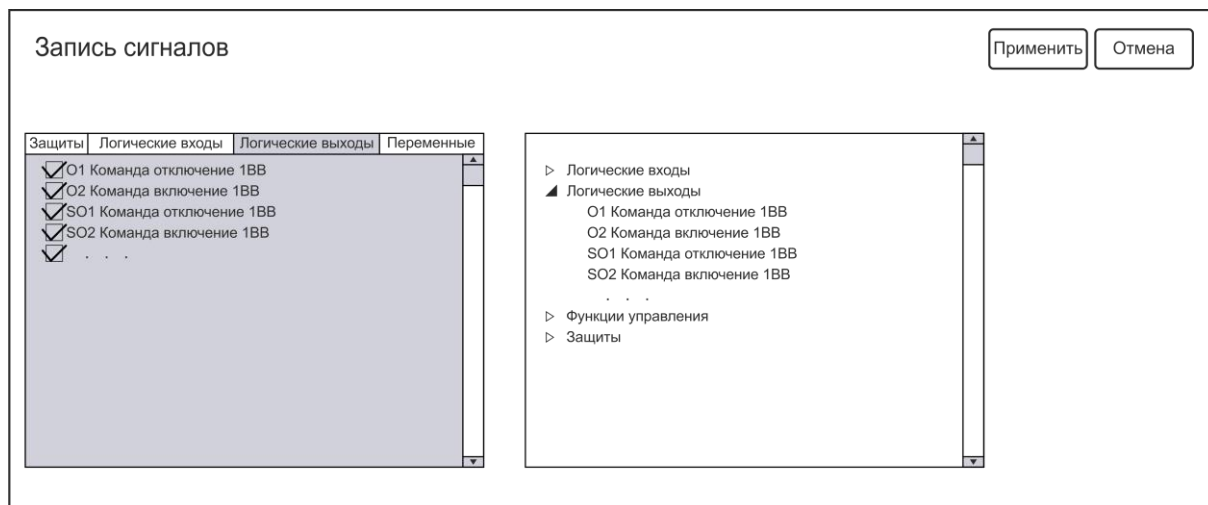 Запись сигналов
Применить
Отмена
Защиты Логические входы Логические выходы Переменные
O1 Команда отключение 1ВВ
O2 Команда включение 1ВВ
SO1 Команда отключение 1ВВ
SO2 Команда включение 1ВВ
. . .
Логические входы
Логические выходы
O1 Команда отключение 1ВВ
O2 Команда включение 1ВВ
SO1 Команда отключение 1ВВ
SO2 Команда включение 1ВВ
. . .
Функции управления
Защиты